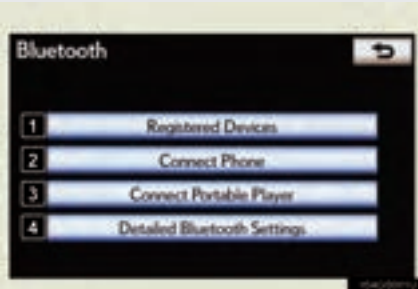 Bluetooth
1 Registered Devices
2 Connect Phone
3 Connect Portable Player
4 Detailed Bluetooth Settings